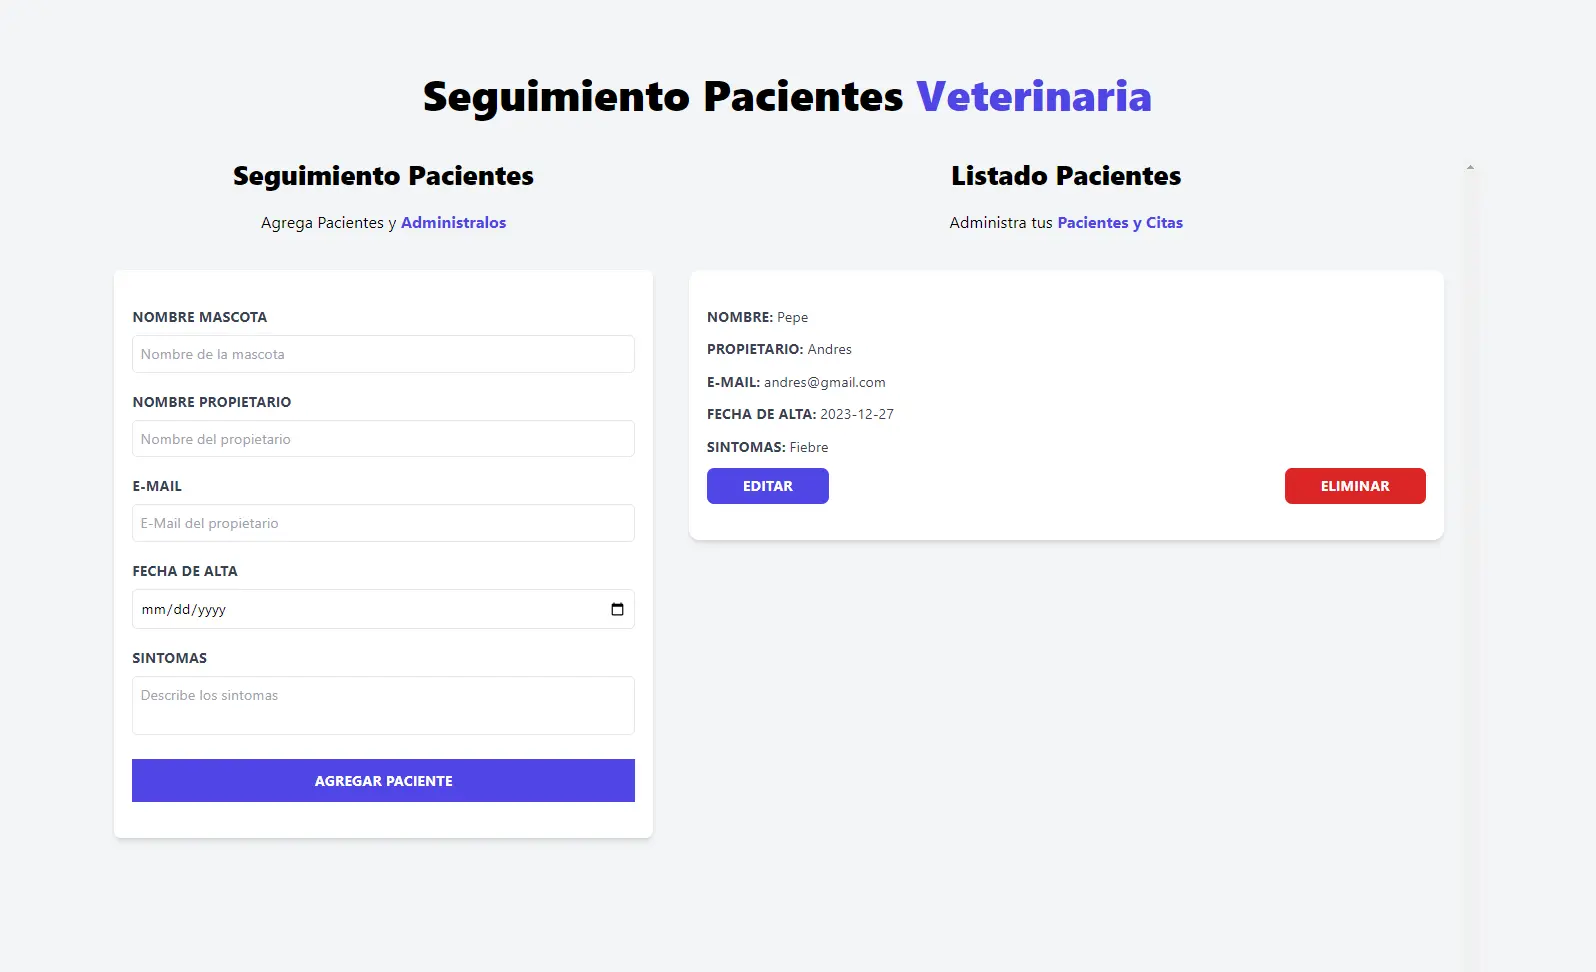 Seguimiento Pacientes Veterinaria
Seguimiento Pacientes
Agrega Pacientes y Administralos
NOMBRE MASCOTA
Nombre de la mascota
NOMBRE PROPIETARIO
Nombre del propietario
E-MAIL
E-Mail del propietario
FECHA DE ALTA
mm/dd/yyyy
SINTOMAS
Describe los sintomas
AGREGAR PACIENTE
Listado Pacientes
Administra tus Pacientes y Citas
NOMBRE: Pepe
PROPIETARIO: Andres
E-MAIL: andres@gmail.com
FECHA DE ALTA: 2023-12-27
SINTOMAS: Fiebre
EDITAR
ELIMINAR